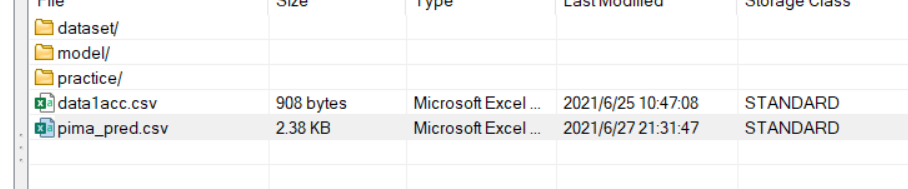 File Size Type Last Modified Storage Class
dataset/
model/
practice/
data1acc.csv 908 bytes Microsoft Excel ... 2021/6/25 10:47:08 STANDARD
pima_pred.csv 2.38 KB Microsoft Excel ... 2021/6/27 21:31:47 STANDARD